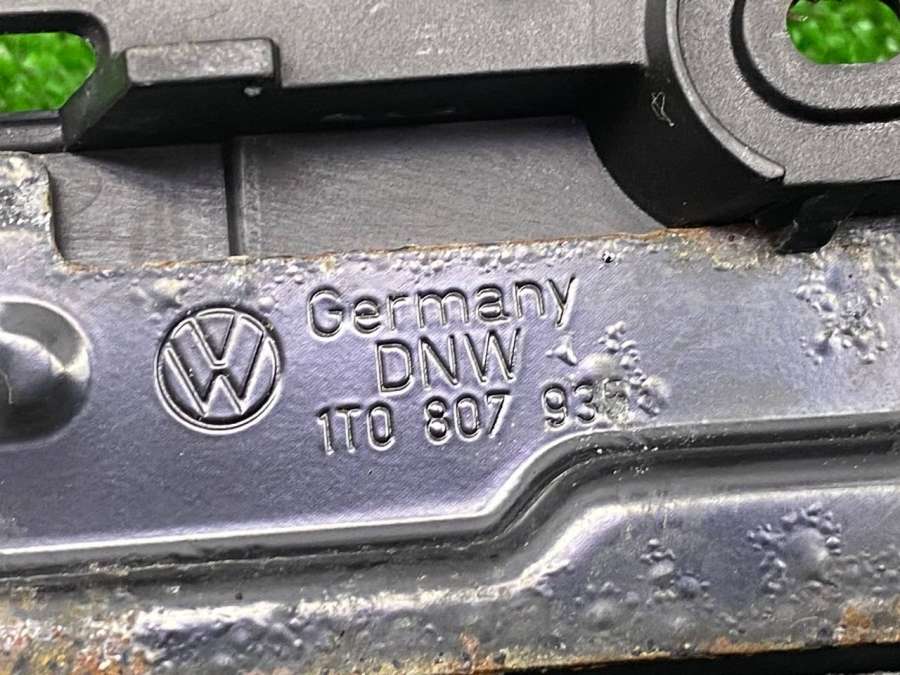 Germany
DNW
1T0 807